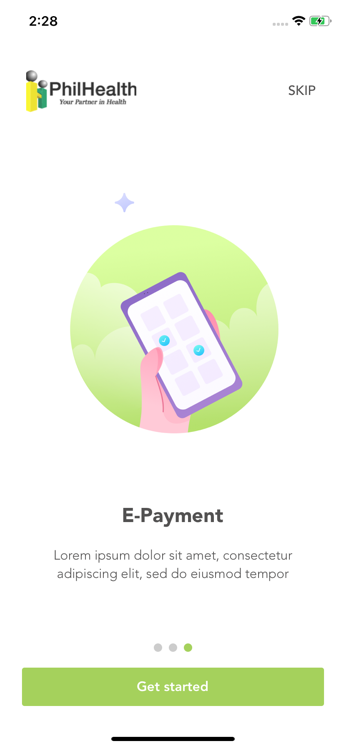 2:28
PhilHealth
Your Partner in Health
SKIP
E-Payment
Lorem ipsum dolor sit amet, consectetur
adipiscing elit, sed do eiusmod tempor
Get started